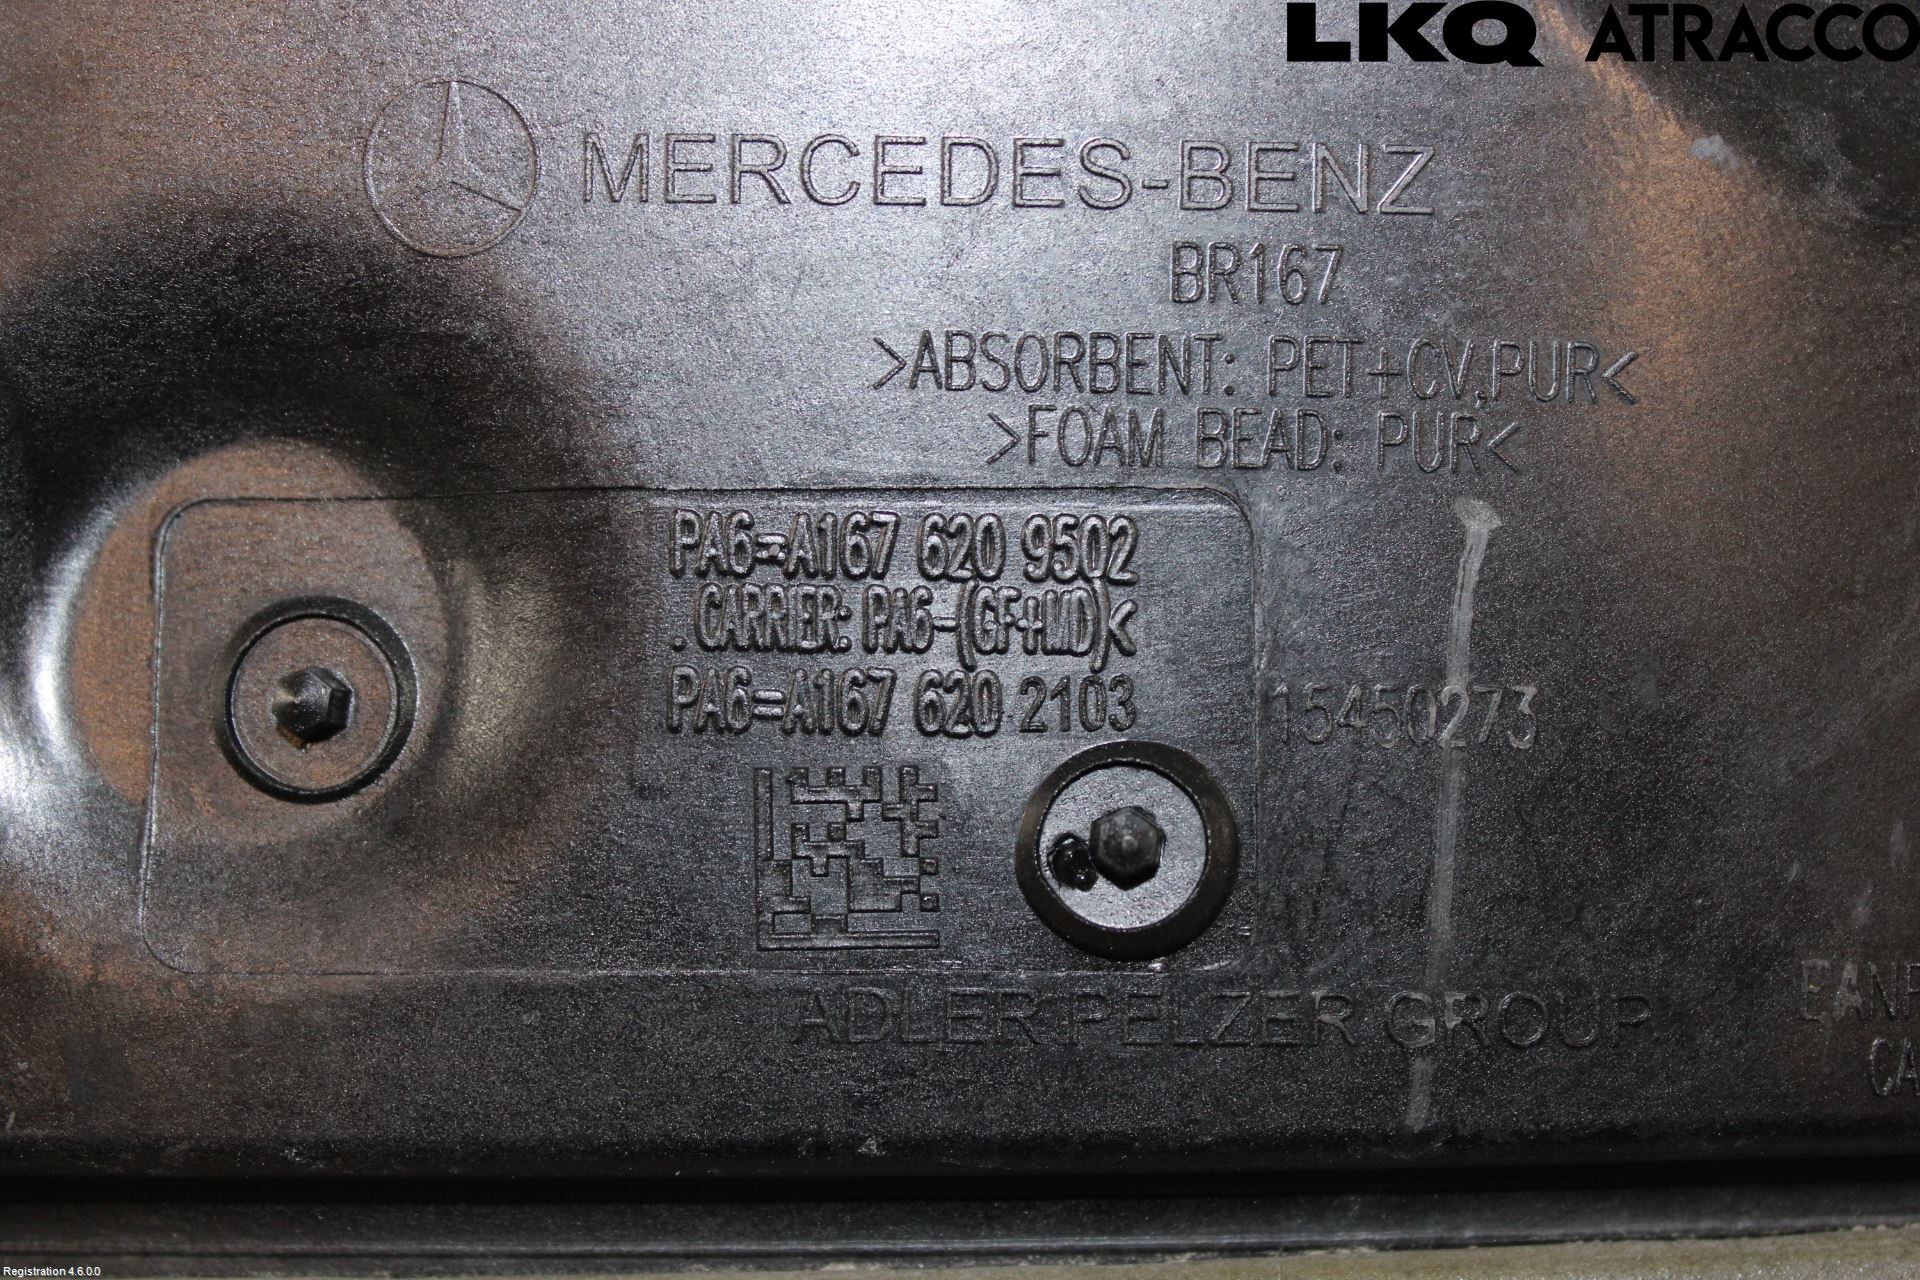 LKQ ATRACCO
MERCEDES-BENZ
BR167
>ABSORBENT: PET+CV,PUR<
>FOAM BEAD: PUR<
PA6=A167 620 9502
. CARRIER: PA6-(GF+MD)<
PA6=A167 620 2103
15450273
ADLER PELZER GROUP
CA
Registration 4.6.0.0